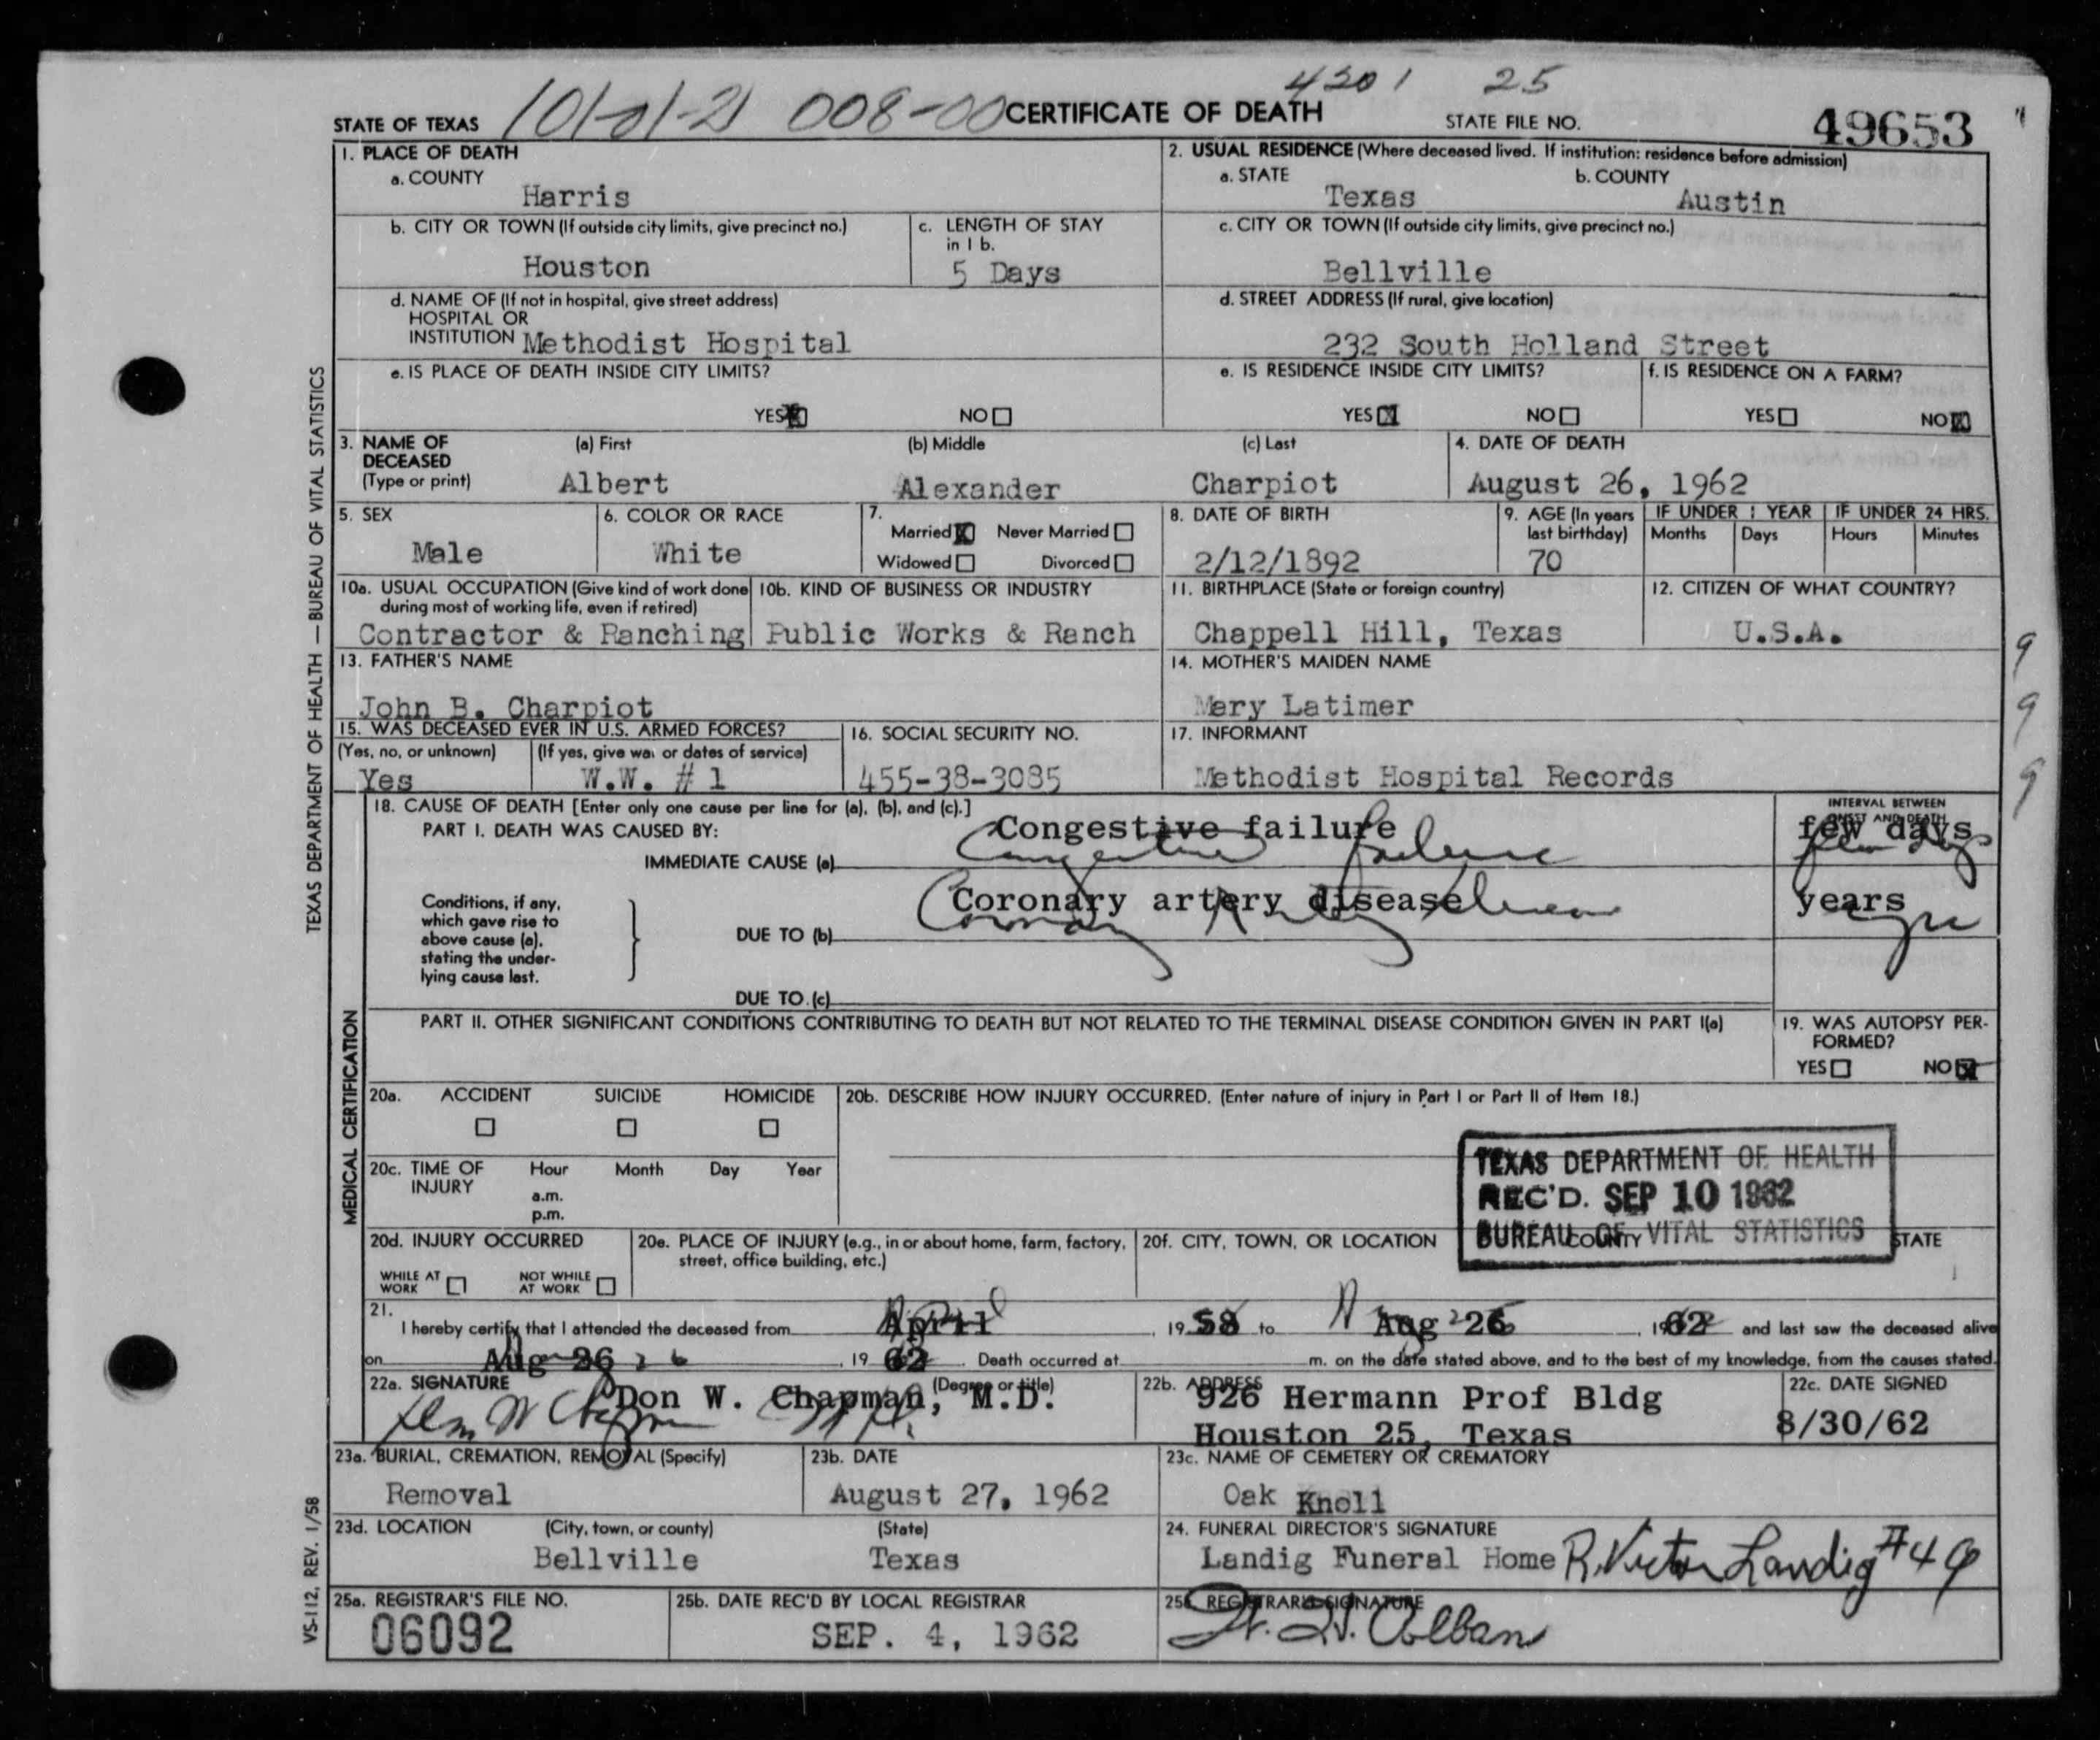 4201 25
STATE OF TEXAS 101-01-21 008-00 CERTIFICATE OF DEATH STATE FILE NO. 49653
1. PLACE OF DEATH
a. COUNTY
Harris
2. USUAL RESIDENCE (Where deceased lived. If institution: residence before admission)
a. STATE b. COUNTY
Texas Austin
b. CITY OR TOWN (If outside city limits, give precinct no.)
Houston
c. LENGTH OF STAY
in 1 b.
5 Days
c. CITY OR TOWN (If outside city limits, give precinct no.)
Bellville
d. NAME OF (If not in hospital, give street address)
HOSPITAL OR
INSTITUTION Methodist Hospital
d. STREET ADDRESS (If rural, give location)
232 South Holland Street
e. IS PLACE OF DEATH INSIDE CITY LIMITS?
YES☒ NO☐
e. IS RESIDENCE INSIDE CITY LIMITS?
YES☒ NO☐
f. IS RESIDENCE ON A FARM?
YES☐ NO☒
3. NAME OF (a) First (b) Middle (c) Last
DECEASED
(Type or print) Albert Alexander Charpiot
4. DATE OF DEATH
August 26, 1962
5. SEX
Male
6. COLOR OR RACE
White
7.
Married☒ Never Married☐
Widowed☐ Divorced☐
8. DATE OF BIRTH
2/12/1892
9. AGE (In years
last birthday)
70
IF UNDER 1 YEAR IF UNDER 24 HRS.
Months Days Hours Minutes
10a. USUAL OCCUPATION (Give kind of work done
during most of working life, even if retired)
Contractor & Ranching
10b. KIND OF BUSINESS OR INDUSTRY
Public Works & Ranch
11. BIRTHPLACE (State or foreign country)
Chappell Hill, Texas
12. CITIZEN OF WHAT COUNTRY?
U.S.A.
13. FATHER'S NAME
John B. Charpiot
14. MOTHER'S MAIDEN NAME
Mary Latimer
15. WAS DECEASED EVER IN U.S. ARMED FORCES?
(Yes, no, or unknown) (If yes, give war or dates of service)
Yes W.W. # 1
16. SOCIAL SECURITY NO.
455-38-3085
17. INFORMANT
Methodist Hospital Records
9
9
9
18. CAUSE OF DEATH [Enter only one cause per line for (a), (b), and (c).]
PART I. DEATH WAS CAUSED BY:
INTERVAL BETWEEN
ONSET AND DEATH
Congestive failure few days
IMMEDIATE CAUSE (a) Congestive failure few days
Conditions, if any,
which gave rise to
above cause (a),
stating the under-
lying cause last.
Coronary artery disease years
DUE TO (b) Coronary Artery disease yrs
DUE TO (c)
PART II. OTHER SIGNIFICANT CONDITIONS CONTRIBUTING TO DEATH BUT NOT RELATED TO THE TERMINAL DISEASE CONDITION GIVEN IN PART I(a)
19. WAS AUTOPSY PER-
FORMED?
YES☐ NO☒
20a. ACCIDENT SUICIDE HOMICIDE
☐ ☐ ☐
20b. DESCRIBE HOW INJURY OCCURRED. (Enter nature of injury in Part I or Part II of Item 18.)
20c. TIME OF Hour Month Day Year
INJURY
a.m.
p.m.
TEXAS DEPARTMENT OF HEALTH
REC'D. SEP 10 1962
BUREAU OF VITAL STATISTICS
20d. INJURY OCCURRED
WHILE AT
WORK ☐
NOT WHILE
AT WORK ☐
20e. PLACE OF INJURY (e.g., in or about home, farm, factory,
street, office building, etc.)
20f. CITY, TOWN, OR LOCATION COUNTY STATE
21.
I hereby certify that I attended the deceased from April, 1958 to Aug 26, 1962 and last saw the deceased alive
on Aug 26, 1962. Death occurred at m. on the date stated above, and to the best of my knowledge, from the causes stated.
22a. SIGNATURE (Degree or title)
Don W. Chapman, M.D.
Don W Chapman M.D.
22b. ADDRESS
926 Hermann Prof Bldg
Houston 25, Texas
22c. DATE SIGNED
8/30/62
23a. BURIAL, CREMATION, REMOVAL (Specify)
Removal
23b. DATE
August 27, 1962
23c. NAME OF CEMETERY OR CREMATORY
Oak Knoll
23d. LOCATION (City, town, or county) (State)
Bellville Texas
24. FUNERAL DIRECTOR'S SIGNATURE
Landig Funeral Home R. Victor Landig #49
25a. REGISTRAR'S FILE NO.
06092
25b. DATE REC'D BY LOCAL REGISTRAR
SEP. 4, 1962
25c. REGISTRAR'S SIGNATURE
TEXAS DEPARTMENT OF HEALTH — BUREAU OF VITAL STATISTICS
MEDICAL CERTIFICATION
VS-112, REV. 1/58